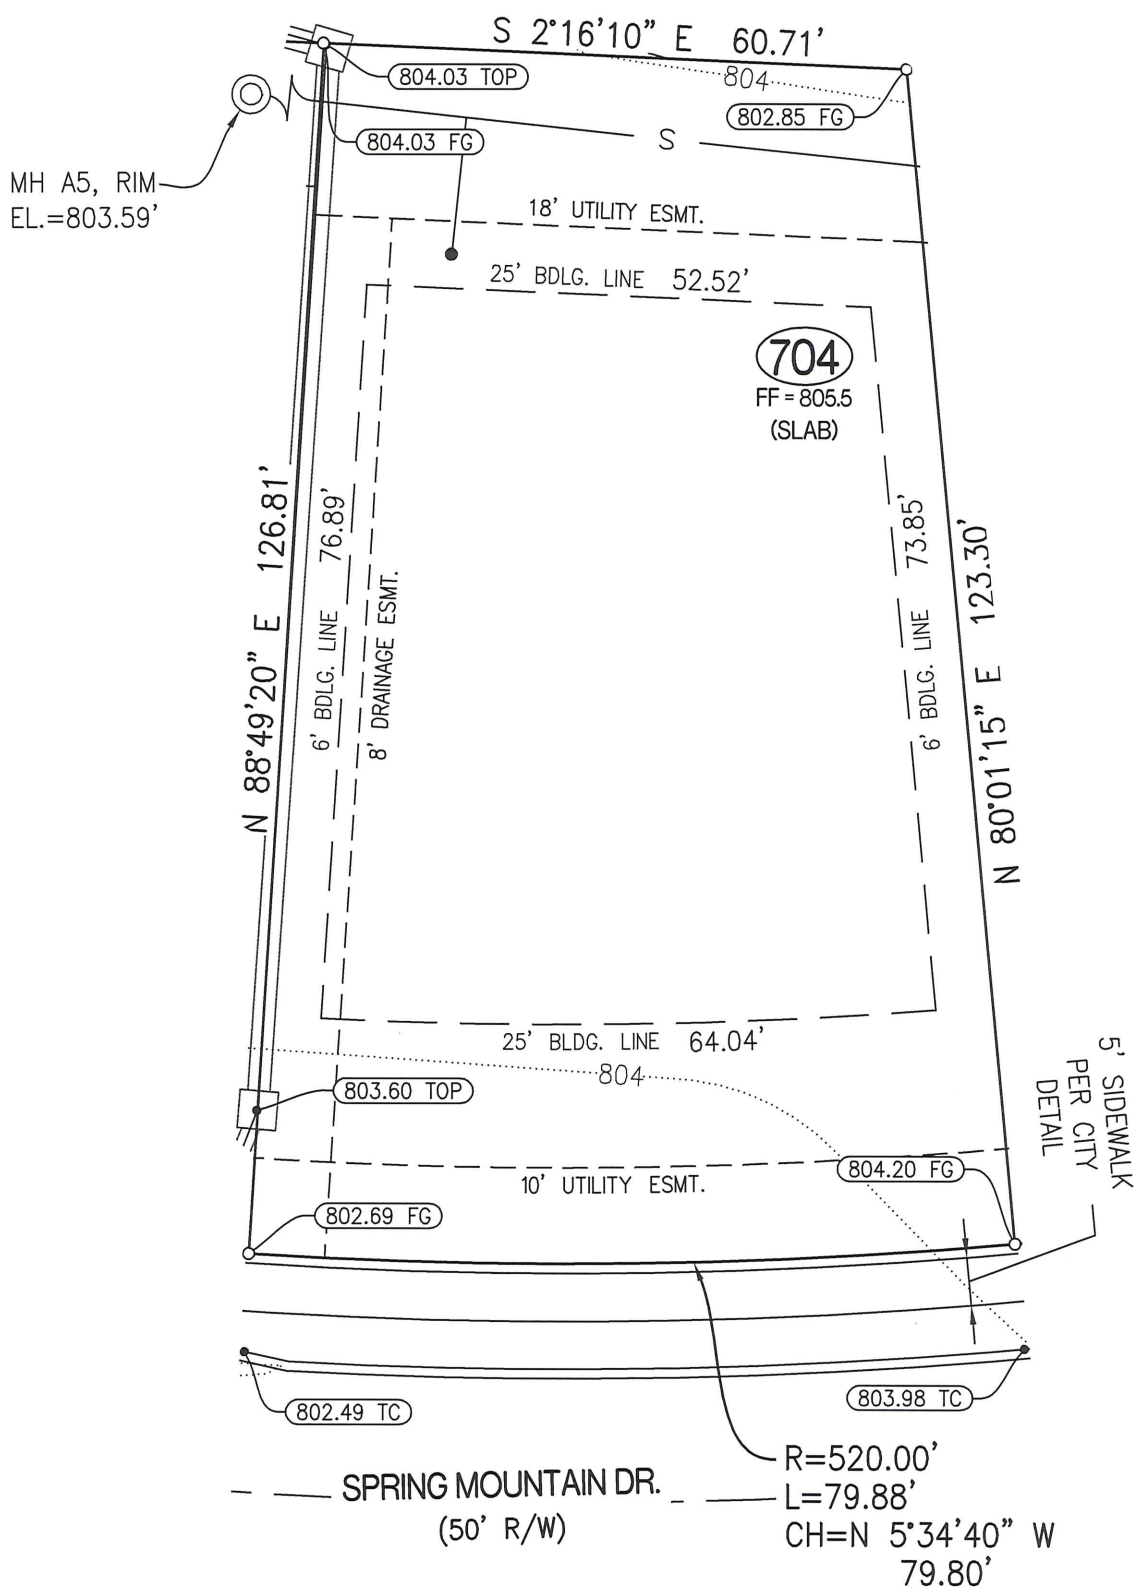 S 2°16'10" E 60.71'
804.03 TOP
804
802.85 FG
804.03 FG
S
MH A5, RIM
EL.=803.59'
18' UTILITY ESMT.
25' BDLG. LINE 52.52'
704
FF = 805.5
(SLAB)
N 88°49'20" E 126.81'
6' BDLG. LINE 76.89'
8' DRAINAGE ESMT.
6' BDLG. LINE 73.85'
N 80°01'15" E 123.30'
25' BLDG. LINE 64.04'
804
803.60 TOP
5' SIDEWALK
PER CITY
DETAIL
804.20 FG
10' UTILITY ESMT.
802.69 FG
802.49 TC
803.98 TC
SPRING MOUNTAIN DR.
(50' R/W)
R=520.00'
L=79.88'
CH=N 5°34'40" W
79.80'